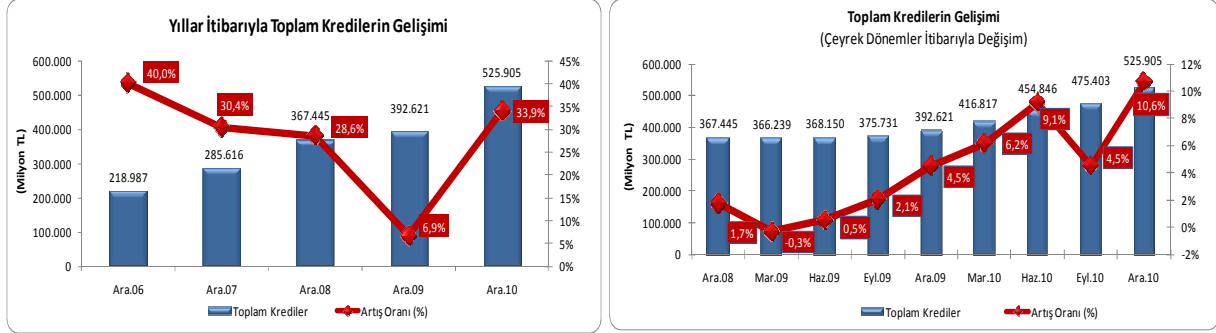 Yıllar İtibarıyla Toplam Kredilerin Gelişimi
(Milyon TL)
600.000
500.000
400.000
300.000
200.000
100.000
0
45%
40%
35%
30%
25%
20%
15%
10%
5%
0%
218.987
285.616
367.445
392.621
525.905
40,0%
30,4%
28,6%
6,9%
33,9%
Ara.06
Ara.07
Ara.08
Ara.09
Ara.10
Toplam Krediler
Artış Oranı (%)
Toplam Kredilerin Gelişimi
(Çeyrek Dönemler İtibarıyla Değişim)
(Milyon TL)
600.000
500.000
400.000
300.000
200.000
100.000
0
12%
10%
8%
6%
4%
2%
0%
-2%
367.445
366.239
368.150
375.731
392.621
416.817
454.846
475.403
525.905
1,7%
-0,3%
0,5%
2,1%
4,5%
6,2%
9,1%
4,5%
10,6%
Ara.08
Mar.09
Haz.09
Eyl.09
Ara.09
Mar.10
Haz.10
Eyl.10
Ara.10
Toplam Krediler
Artış Oranı (%)